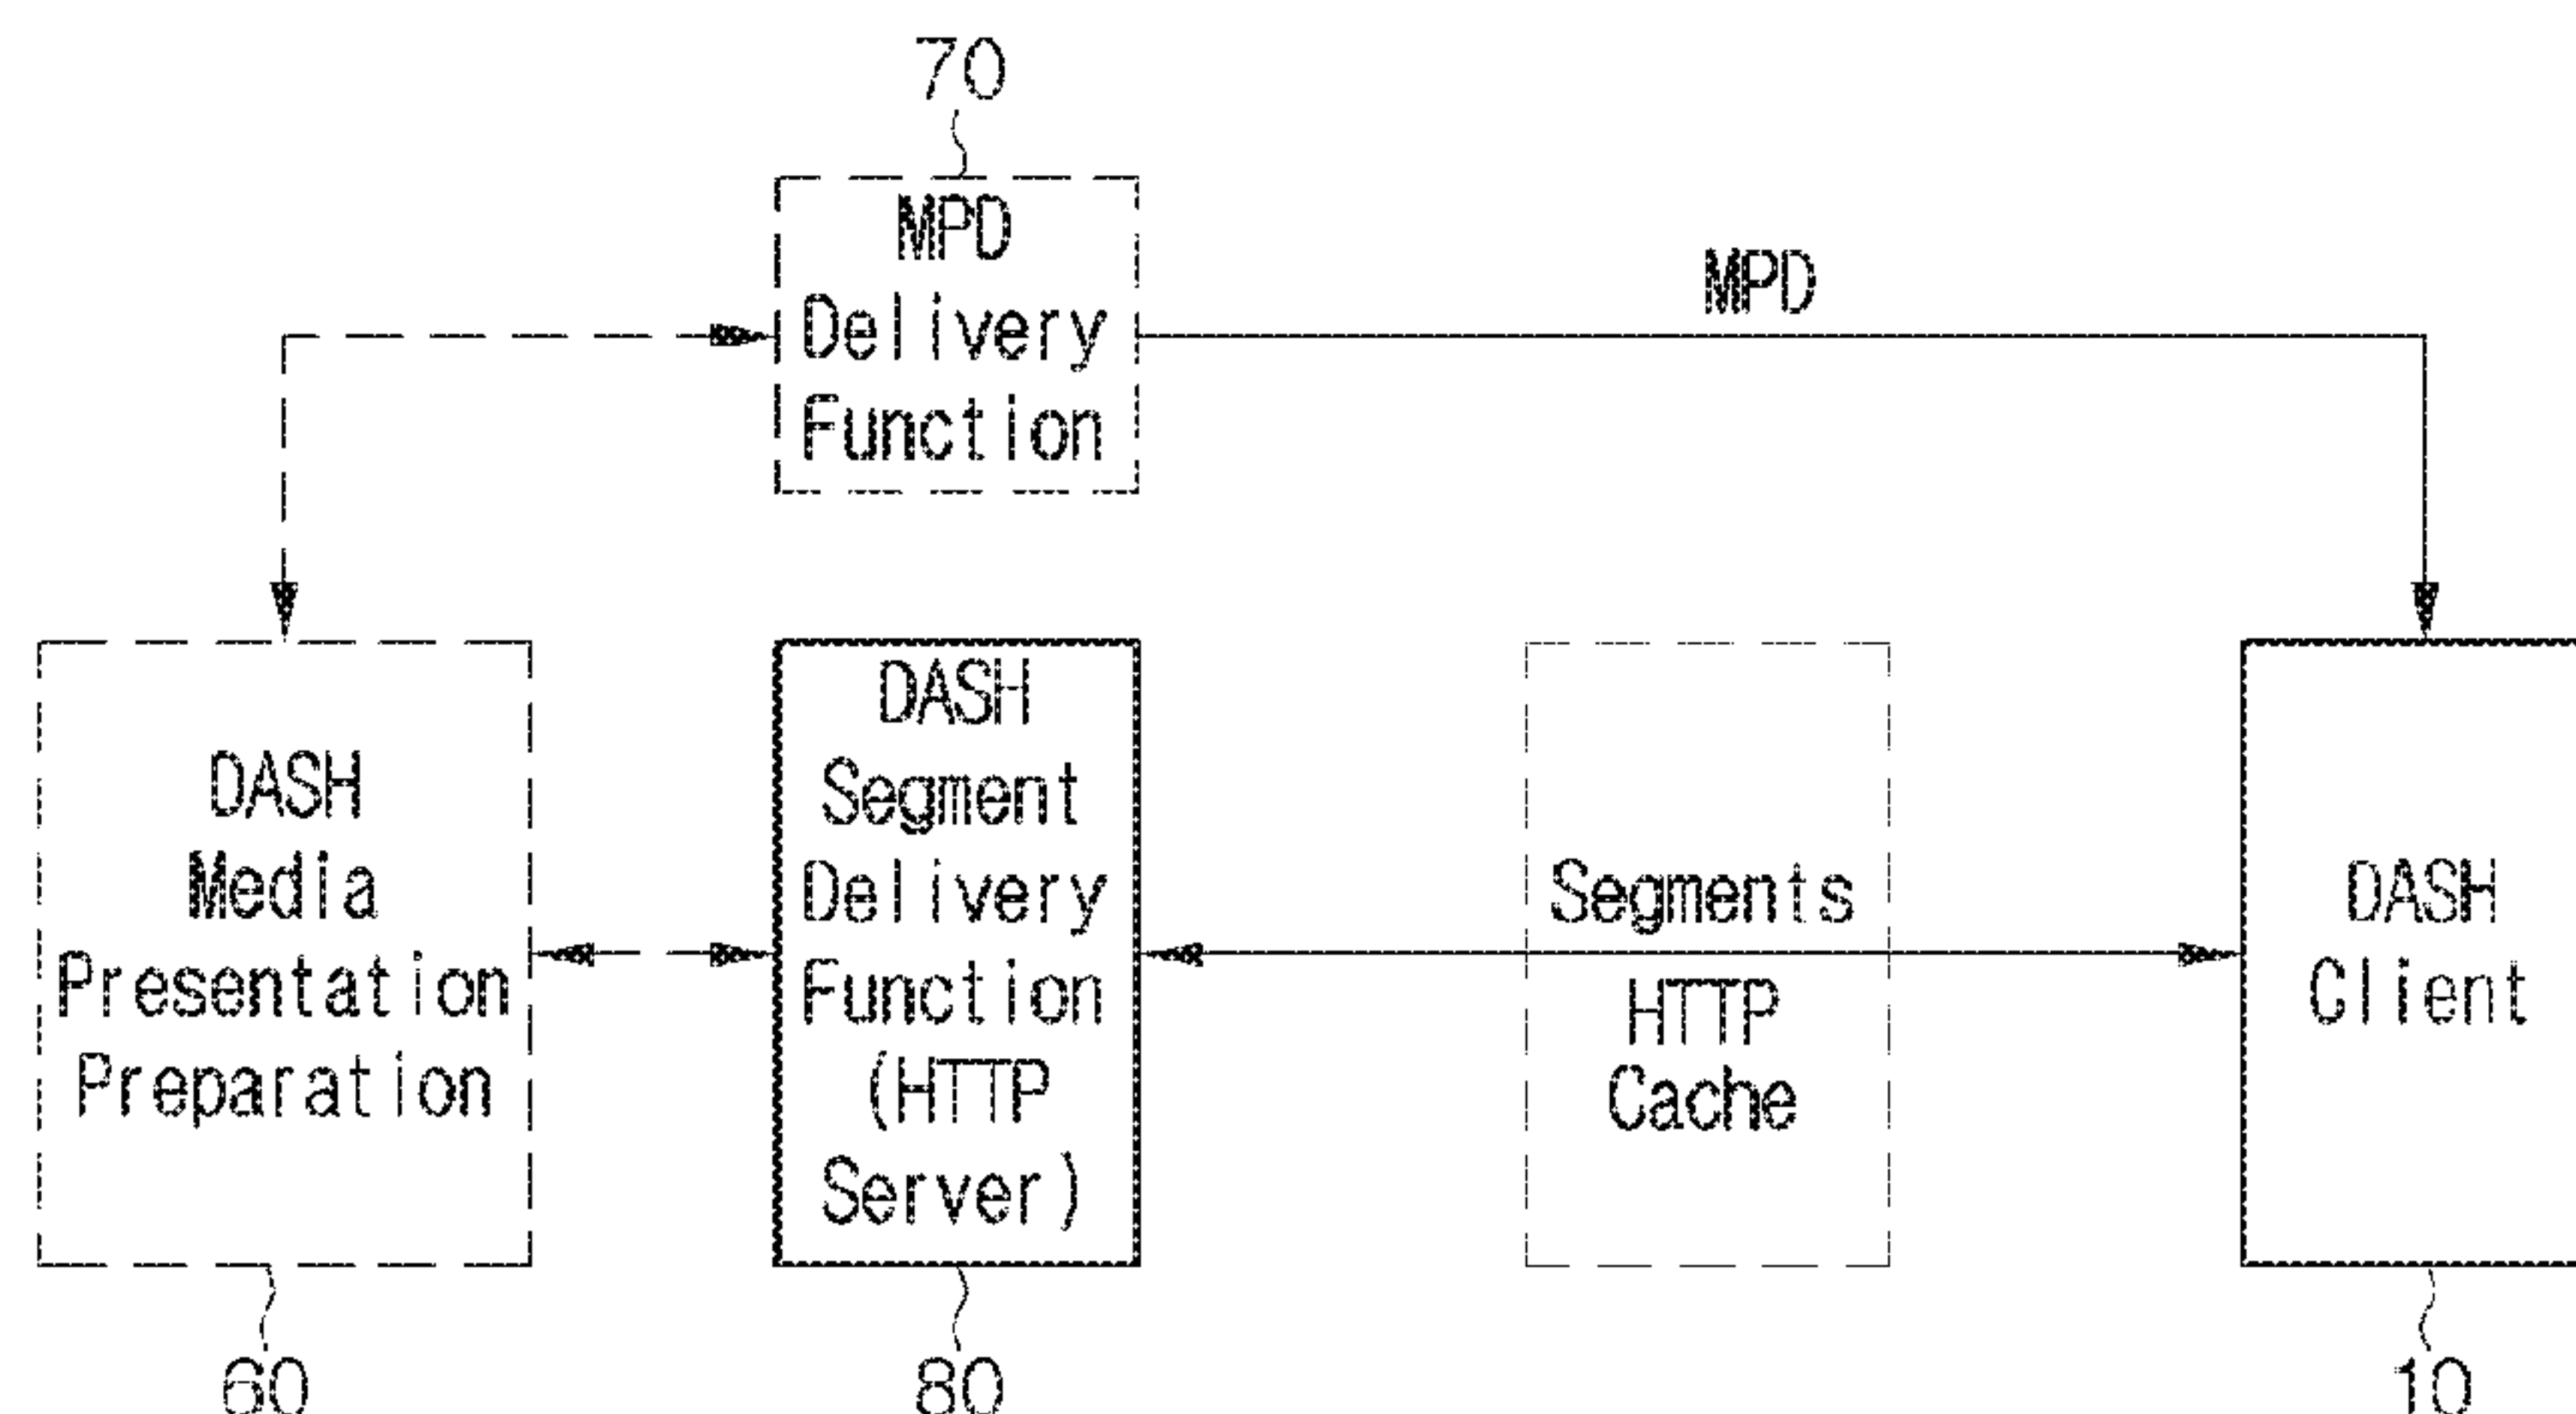 70
MPD
Delivery
Function
MPD
DASH
Media
Presentation
Preparation
DASH
Segment
Delivery
Function
(HTTP
Server)
Segments
HTTP
Cache
DASH
Client
60
80
10